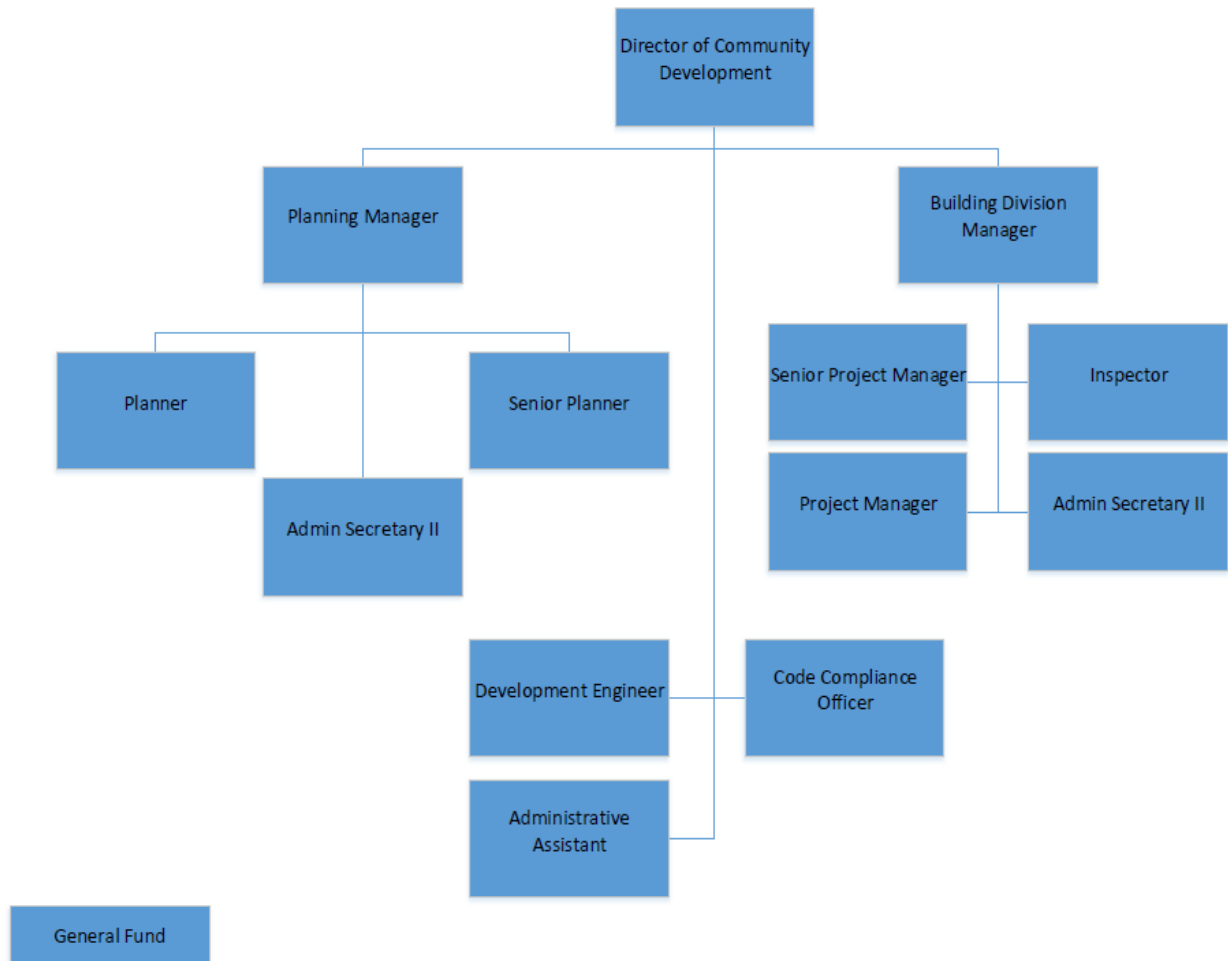 Director of Community
Development
Planning Manager
Building Division
Manager
Planner
Senior Planner
Admin Secretary II
Senior Project Manager
Inspector
Project Manager
Admin Secretary II
Development Engineer
Code Compliance
Officer
Administrative
Assistant
General Fund